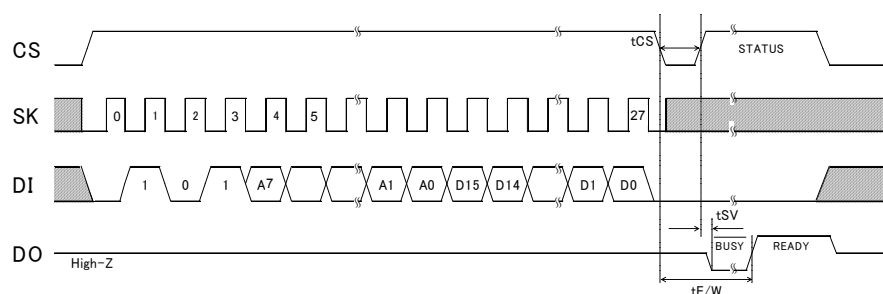 CS
tCS
STATUS
SK
0 1 2 3 4 5 27
DI
1 0 1 A7 A1 A0 D15 D14 D1 D0
tSV
DO
High-Z
BUSY
READY
tE/W